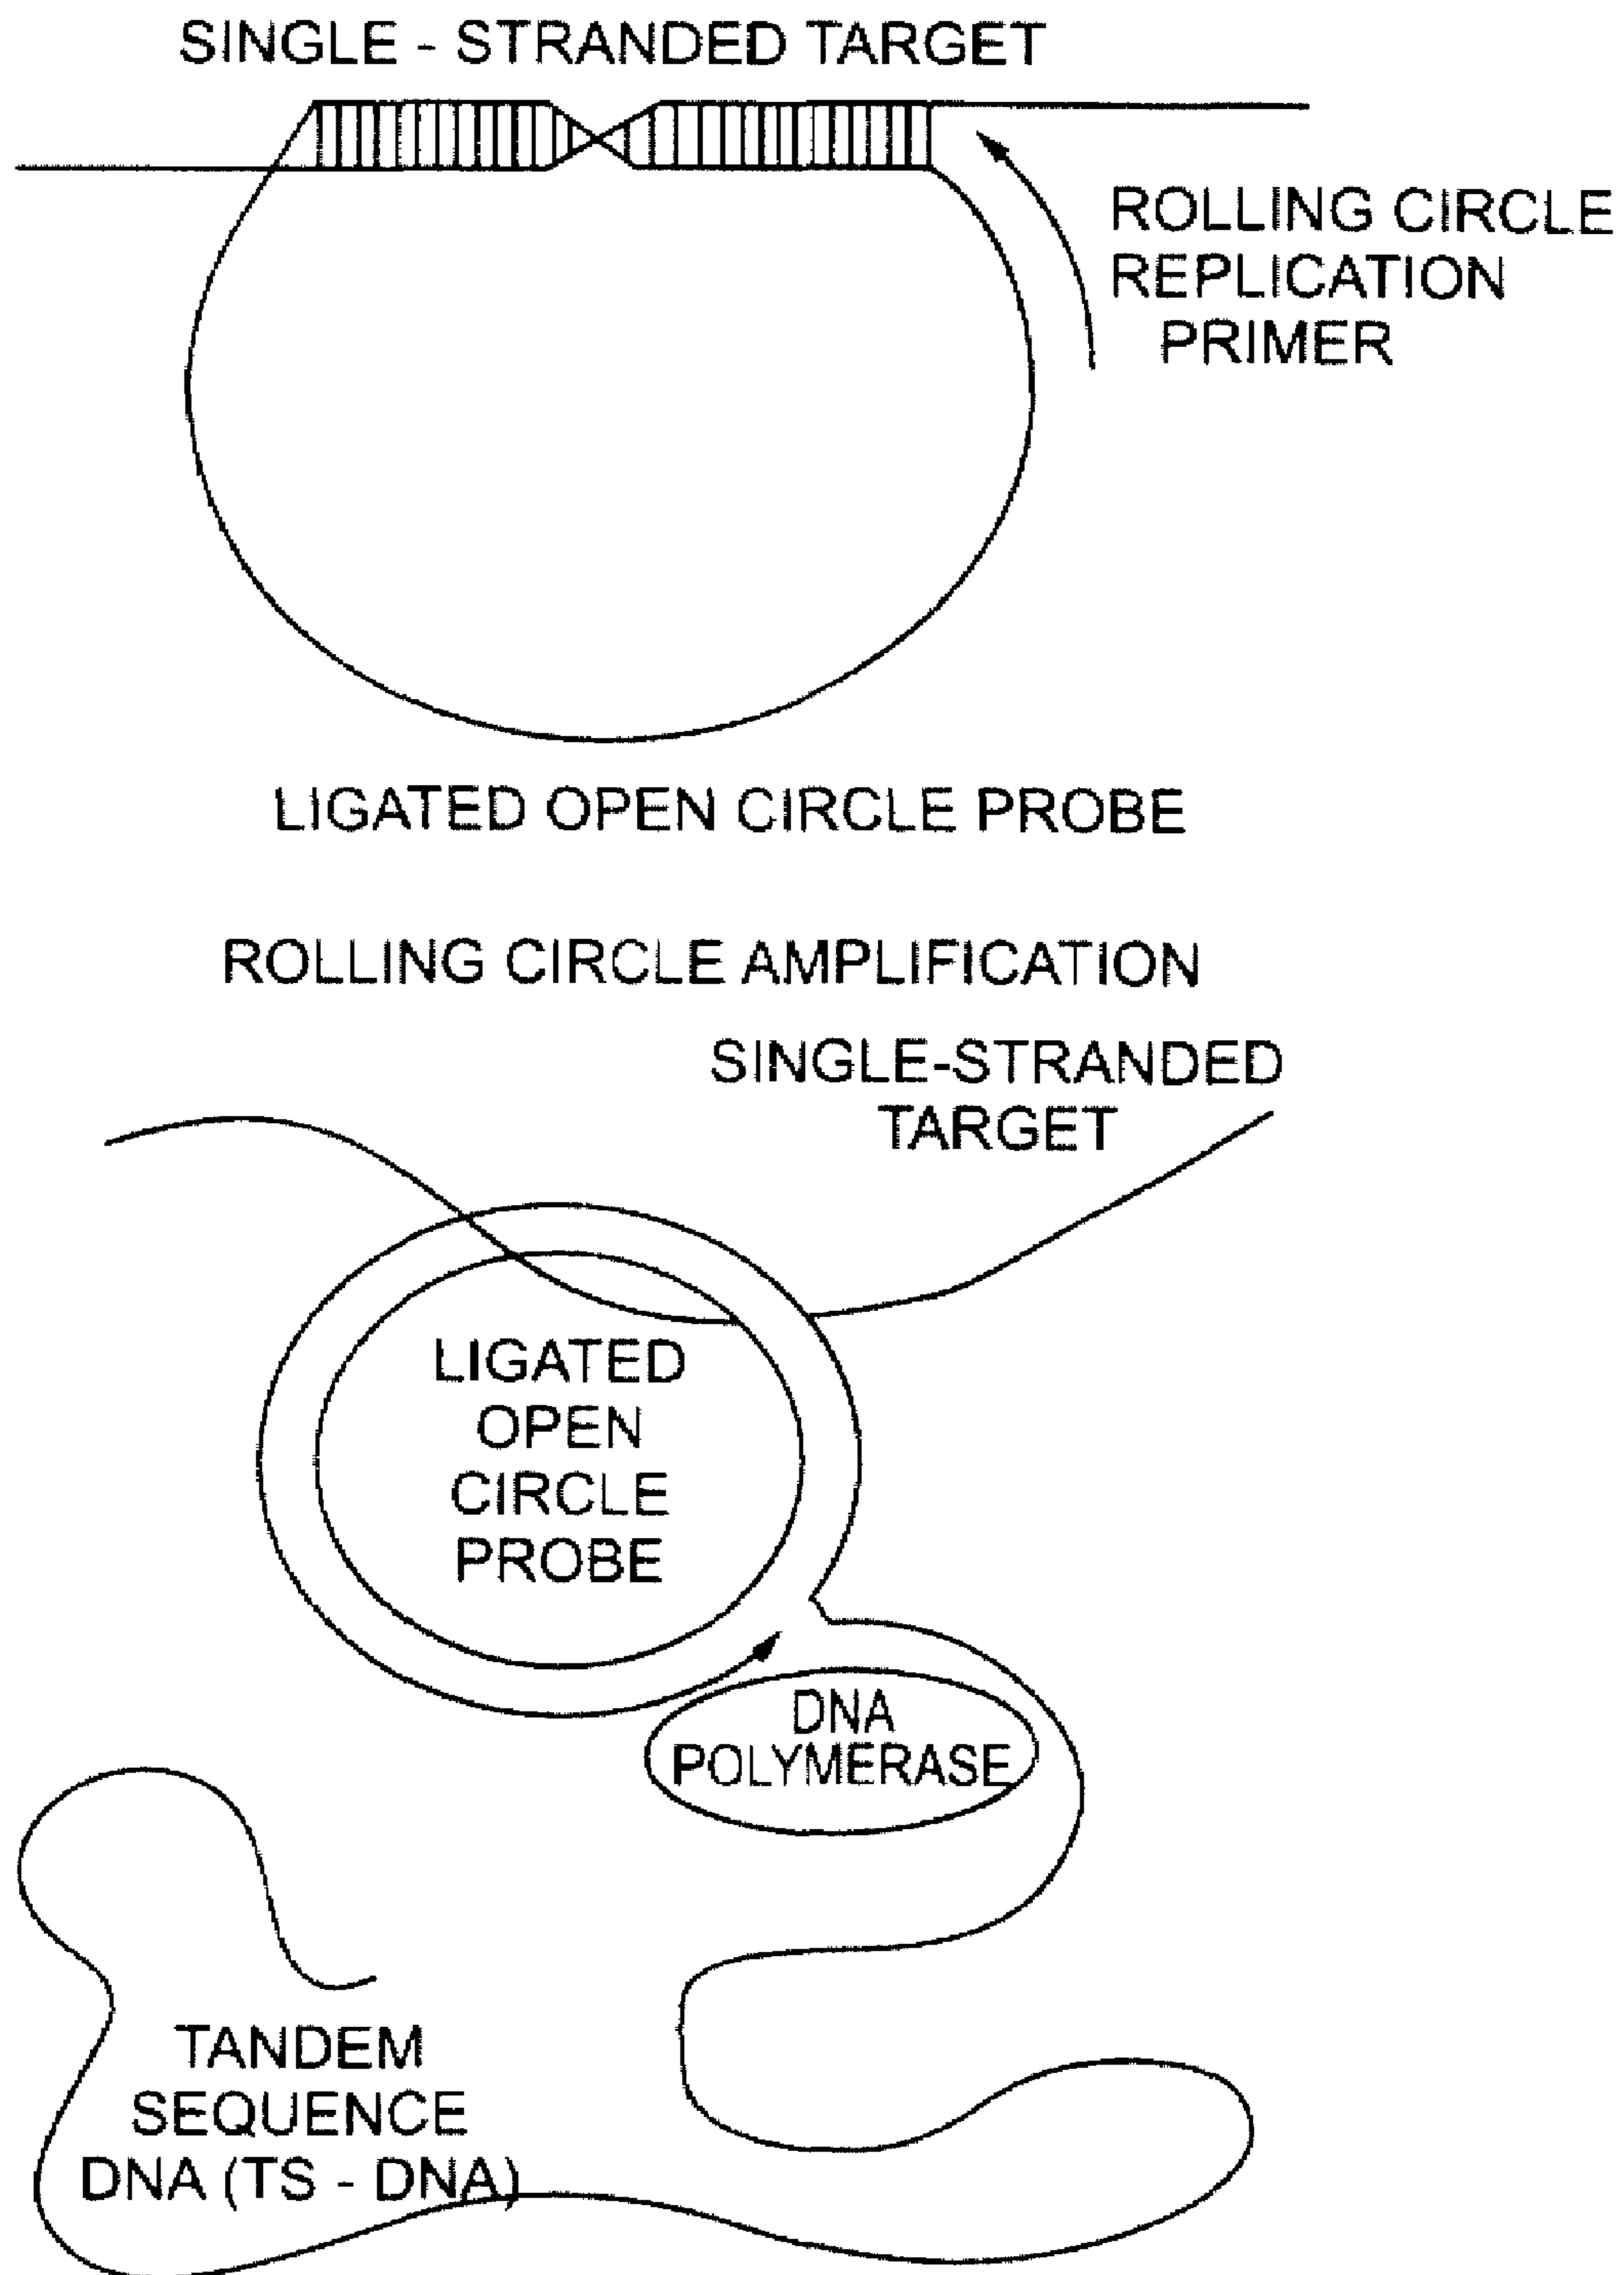 SINGLE - STRANDED TARGET
ROLLING CIRCLE
REPLICATION
PRIMER
LIGATED OPEN CIRCLE PROBE
ROLLING CIRCLE AMPLIFICATION
SINGLE-STRANDED
TARGET
LIGATED
OPEN
CIRCLE
PROBE
DNA
POLYMERASE
TANDEM
SEQUENCE
DNA (TS - DNA)